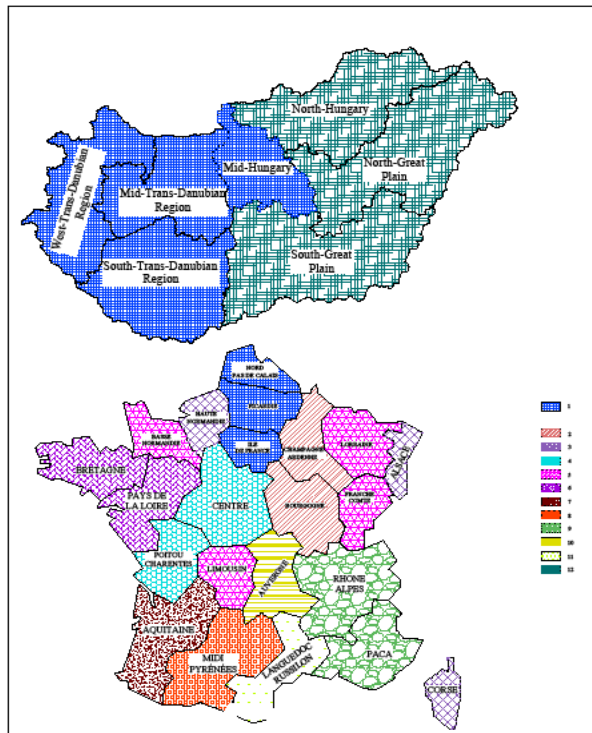 North-Hungary
North-Great
Plain
Mid-Hungary
West-Trans-Danubian
Region
Mid-Trans-Danubian
Region
South-Trans-Danubian
Region
South-Great
Plain
NORD
PAS DE CALAIS
HAUTE
NORMANDIE
PICARDIE
BASSE
NORMANDIE
ILE
DE FRANCE
CHAMPAGNE
ARDENNE
LORRAINE
ALSACE
BRETAGNE
PAYS DE
LA LOIRE
CENTRE
BOURGOGNE
FRANCHE
COMTE
POITOU
CHARENTES
LIMOUSIN
AUVERGNE
RHONE
ALPES
AQUITAINE
MIDI
PYRÉNÉES
LANGUEDOC
RUSSILON
PACA
CORSE
1
2
3
4
5
6
7
8
9
10
11
12